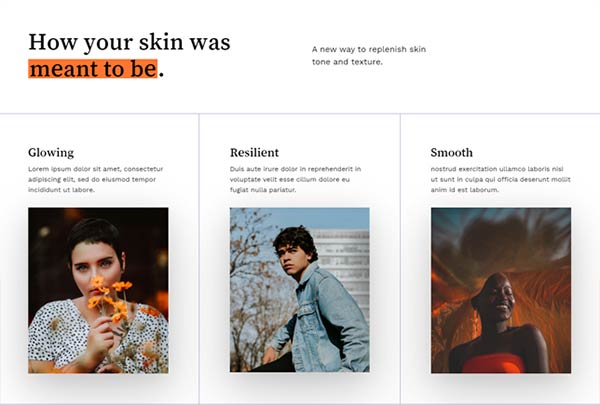 How your skin was
meant to be.
A new way to replenish skin
tone and texture.
Glowing
Lorem ipsum dolor sit amet, consectetur
adipiscing elit, sed do eiusmod tempor
incididunt ut labore.
Resilient
Duis aute irure dolor in reprehenderit in
voluptate velit esse cillum dolore eu
fugiat nulla pariatur.
Smooth
nostrud exercitation ullamco laboris nisi
ut sunt in culpa qui officia deserunt mollit
anim id est laborum.